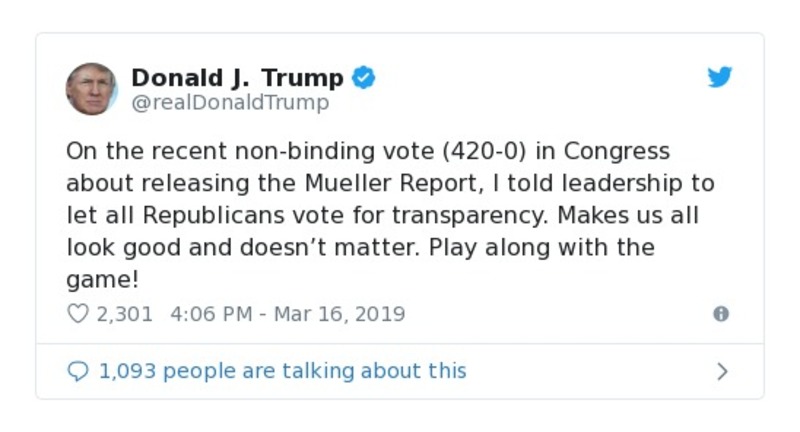 Donald J. Trump
@realDonaldTrump
On the recent non-binding vote (420-0) in Congress
about releasing the Mueller Report, I told leadership to
let all Republicans vote for transparency. Makes us all
look good and doesn’t matter. Play along with the
game!
2,301 4:06 PM - Mar 16, 2019
1,093 people are talking about this